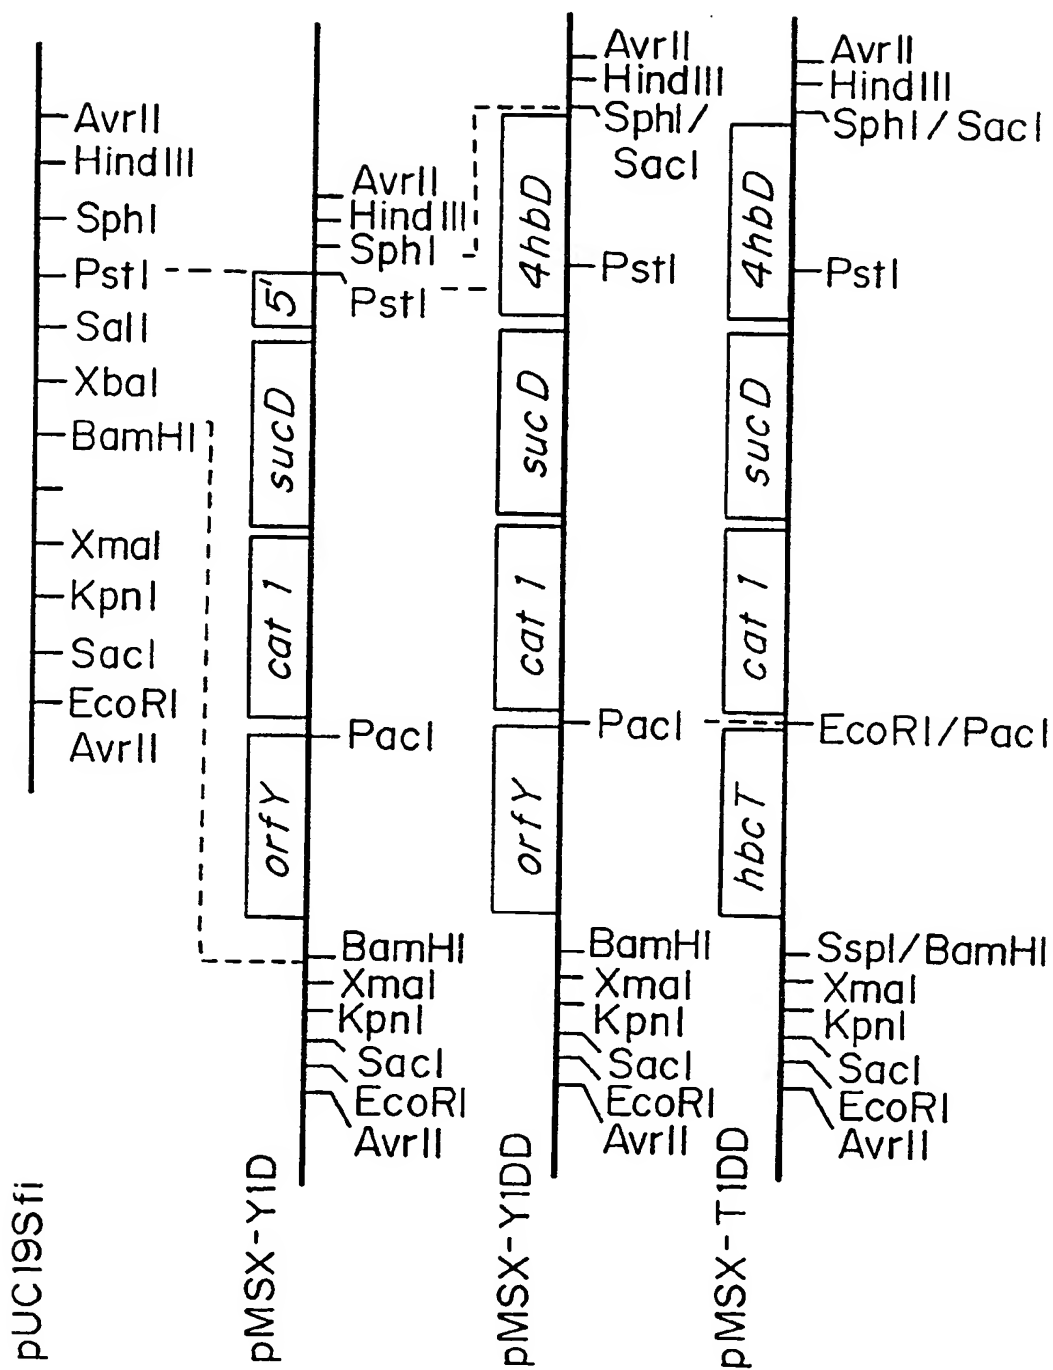 AvrII
HindIII
SphI
PstI
SalI
XbaI
BamHI
XmaI
KpnI
SacI
EcoRI
AvrII
pUC19Sfi
AvrII
HindIII
SphI
PstI
5'
sucD
cat 1
orfY
PacI
BamHI
XmaI
KpnI
SacI
EcoRI
AvrII
pMSX-Y1D
AvrII
HindIII
SphI/
SacI
4hbD
PstI
sucD
cat 1
PacI
orfY
BamHI
XmaI
KpnI
SacI
EcoRI
AvrII
pMSX-Y1DD
AvrII
HindIII
SphI/SacI
4hbD
PstI
sucD
cat 1
EcoRI/PacI
hbcT
SspI/BamHI
XmaI
KpnI
SacI
EcoRI
AvrII
pMSX-T1DD